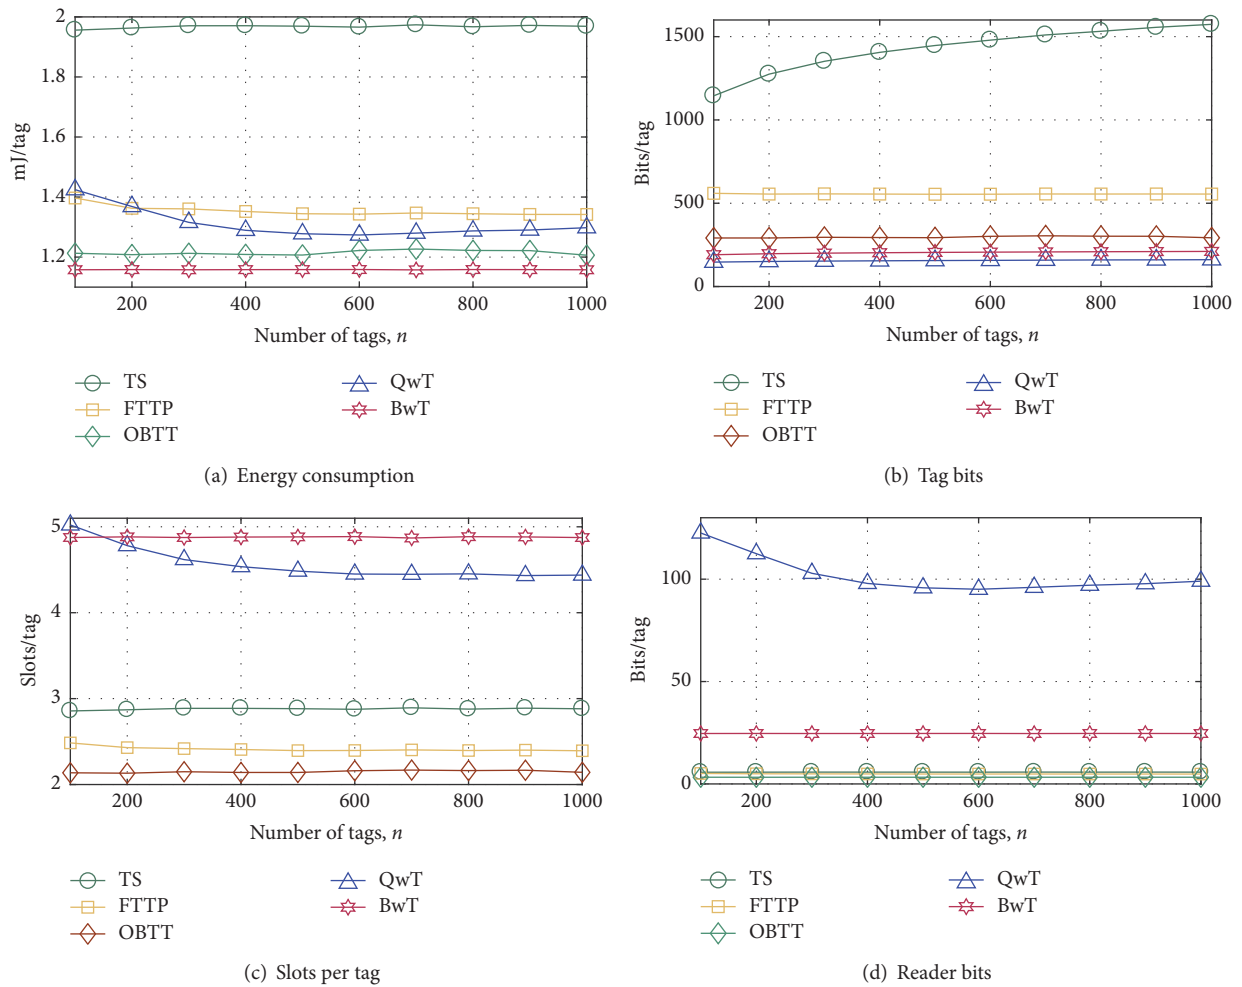 2
1.8
1.6
1.4
1.2
mJ/tag
200 400 600 800 1000
Number of tags, n
TS
FTTP
OBTT
QwT
BwT
(a) Energy consumption
1500
1000
500
0
Bits/tag
200 400 600 800 1000
Number of tags, n
TS
FTTP
OBTT
QwT
BwT
(b) Tag bits
5
4
3
2
Slots/tag
200 400 600 800 1000
Number of tags, n
TS
FTTP
OBTT
QwT
BwT
(c) Slots per tag
100
50
0
Bits/tag
200 400 600 800 1000
Number of tags, n
TS
FTTP
OBTT
QwT
BwT
(d) Reader bits